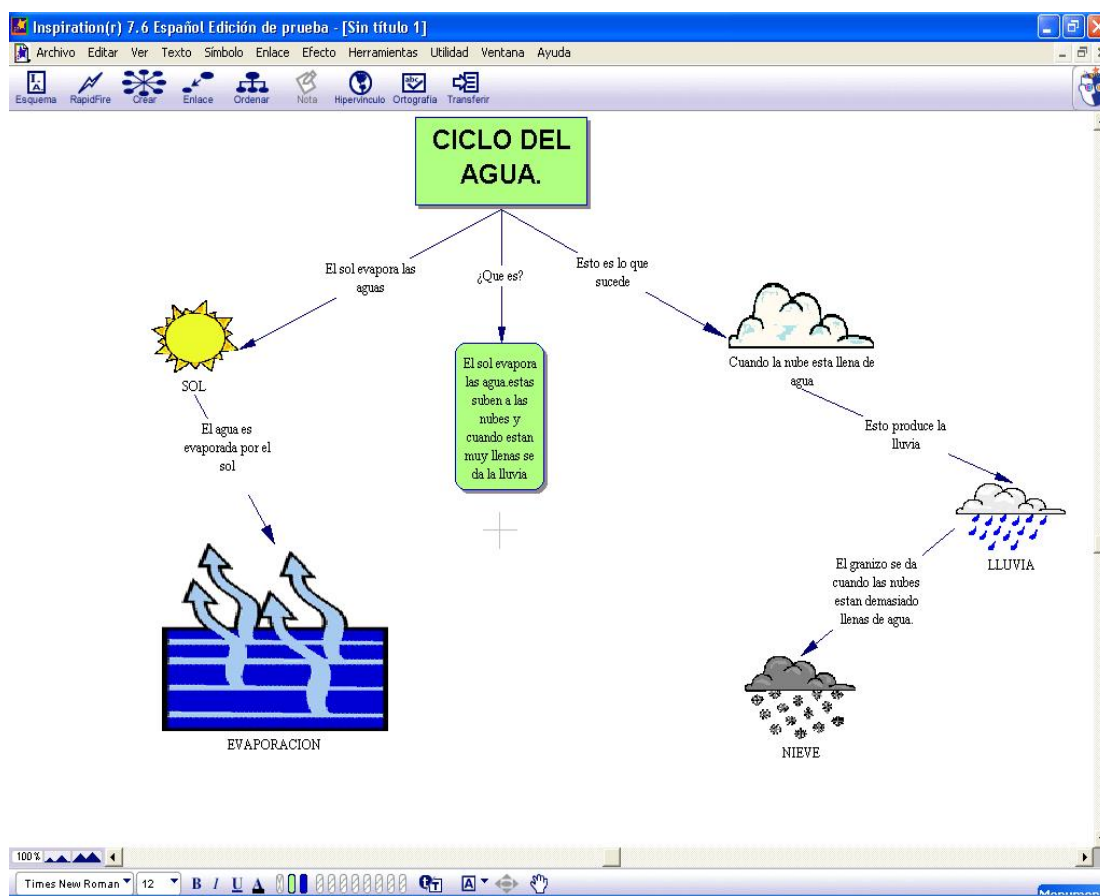 Inspiration(r) 7.6 Español Edición de prueba - [Sin título 1]
Archivo Editar Ver Texto Símbolo Enlace Efecto Herramientas Utilidad Ventana Ayuda
Esquema RapidFire Crear Enlace Ordenar Nota Hipervínculo Ortografía Transferir
CICLO DEL
AGUA.
El sol evapora las
aguas
¿Que es?
Esto es lo que
sucede
SOL
El sol evapora
las agua.estas
suben a las
nubes y
cuando estan
muy llenas se
da la lluvia
Cuando la nube esta llena de
agua
El agua es
evaporada por el
sol
Esto produce la
lluvia
LLUVIA
El granizo se da
cuando las nubes
estan demasiado
llenas de agua.
EVAPORACION
NIEVE
100%
Times New Roman 12 B I U A A